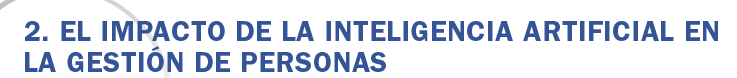 2. EL IMPACTO DE LA INTELIGENCIA ARTIFICIAL EN
LA GESTIÓN DE PERSONAS